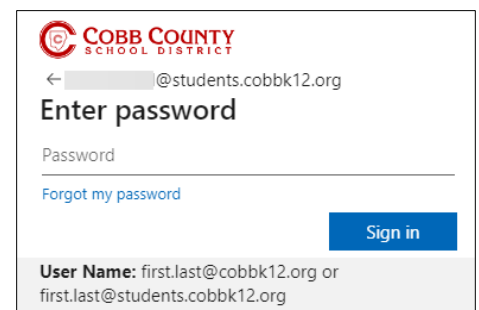 COBB COUNTY
SCHOOL DISTRICT
← @students.cobbk12.org
Enter password
Password
Forgot my password
Sign in
User Name: first.last@cobbk12.org or
first.last@students.cobbk12.org